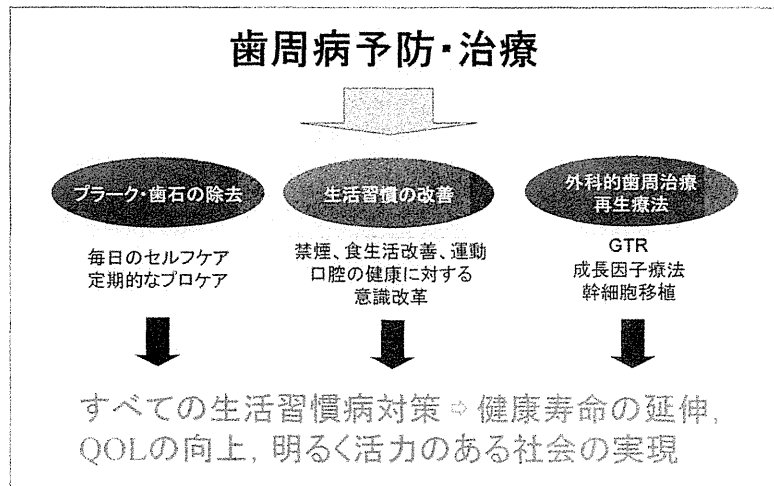 歯周病予防・治療
プラーク・歯石の除去
毎日のセルフケア
定期的なプロケア
生活習慣の改善
禁煙、食生活改善、運動
口腔の健康に対する
意識改革
外科的歯周治療
再生療法
GTR
成長因子療法
幹細胞移植
すべての生活習慣病対策⇨健康寿命の延伸,
QOLの向上, 明るく活力のある社会の実現